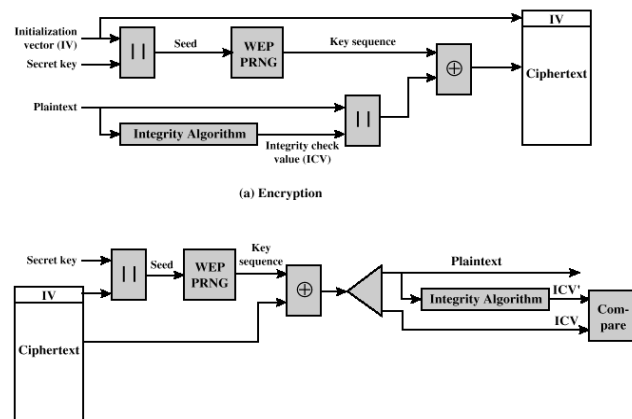 IV
Initialization
vector (IV)
| |
Seed
WEP
PRNG
Key sequence
⊕
Secret key
Ciphertext
Plaintext
| |
Integrity Algorithm
Integrity check
value (ICV)
(a) Encryption
Secret key
| |
Seed
WEP
PRNG
Key
sequence
⊕
Plaintext
IV
Integrity Algorithm
ICV'
Com-
pare
ICV
Ciphertext